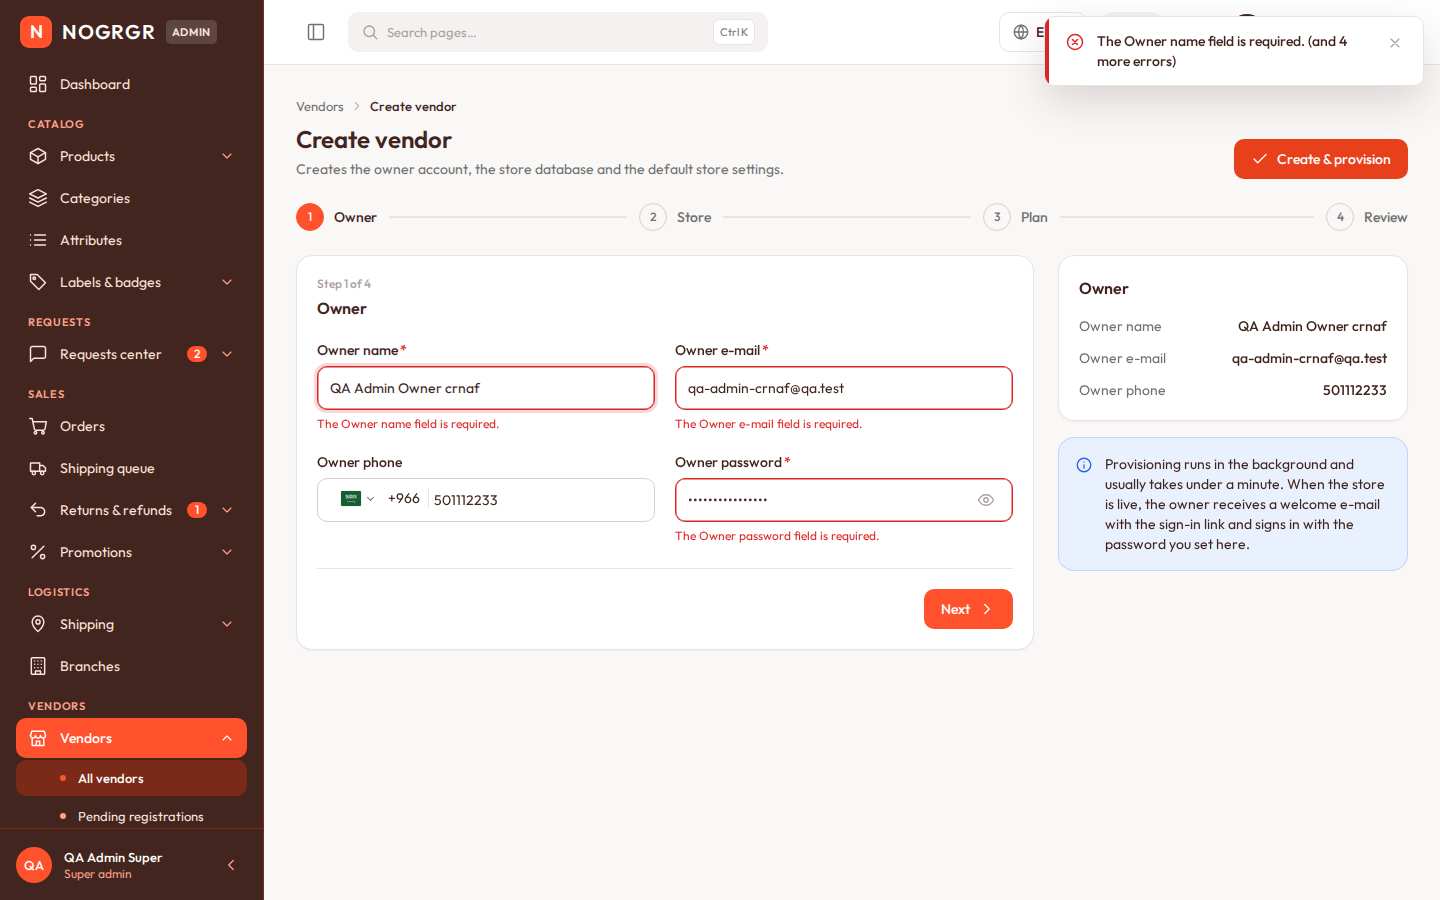 N NOGRGR ADMIN
Search pages...
Ctrl K
The Owner name field is required. (and 4
more errors)
Dashboard
CATALOG
Products
Categories
Attributes
Labels & badges
REQUESTS
Requests center 2
SALES
Orders
Shipping queue
Returns & refunds 1
Promotions
LOGISTICS
Shipping
Branches
VENDORS
Vendors
All vendors
Pending registrations
QA QA Admin Super
Super admin
Vendors > Create vendor
Create vendor
Creates the owner account, the store database and the default store settings.
Create & provision
1 Owner 2 Store 3 Plan 4 Review
Step 1 of 4
Owner
Owner name*
QA Admin Owner crnaf
The Owner name field is required.
Owner e-mail*
qa-admin-crnaf@qa.test
The Owner e-mail field is required.
Owner phone
+966 501112233
Owner password*
••••••••••••••••
The Owner password field is required.
Next
Owner
Owner name QA Admin Owner crnaf
Owner e-mail qa-admin-crnaf@qa.test
Owner phone 501112233
Provisioning runs in the background and
usually takes under a minute. When the store
is live, the owner receives a welcome e-mail
with the sign-in link and signs in with the
password you set here.